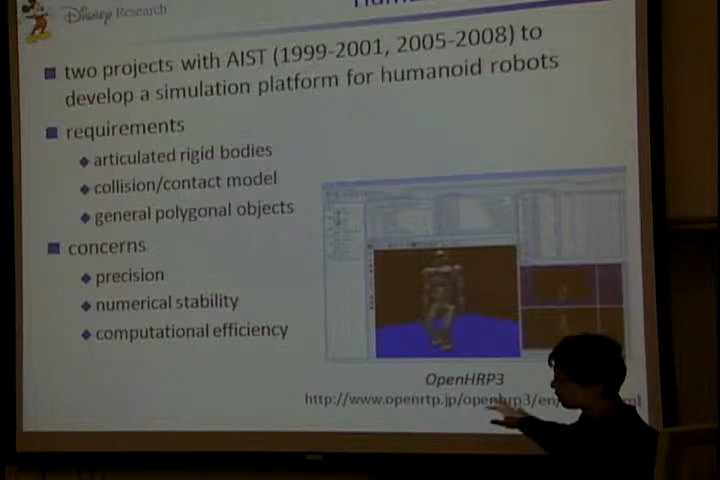 Disney Research
two projects with AIST (1999-2001, 2005-2008) to
develop a simulation platform for humanoid robots
requirements
articulated rigid bodies
collision/contact model
general polygonal objects
concerns
precision
numerical stability
computational efficiency
OpenHRP3
http://www.openrtp.jp/openhrp3/en/